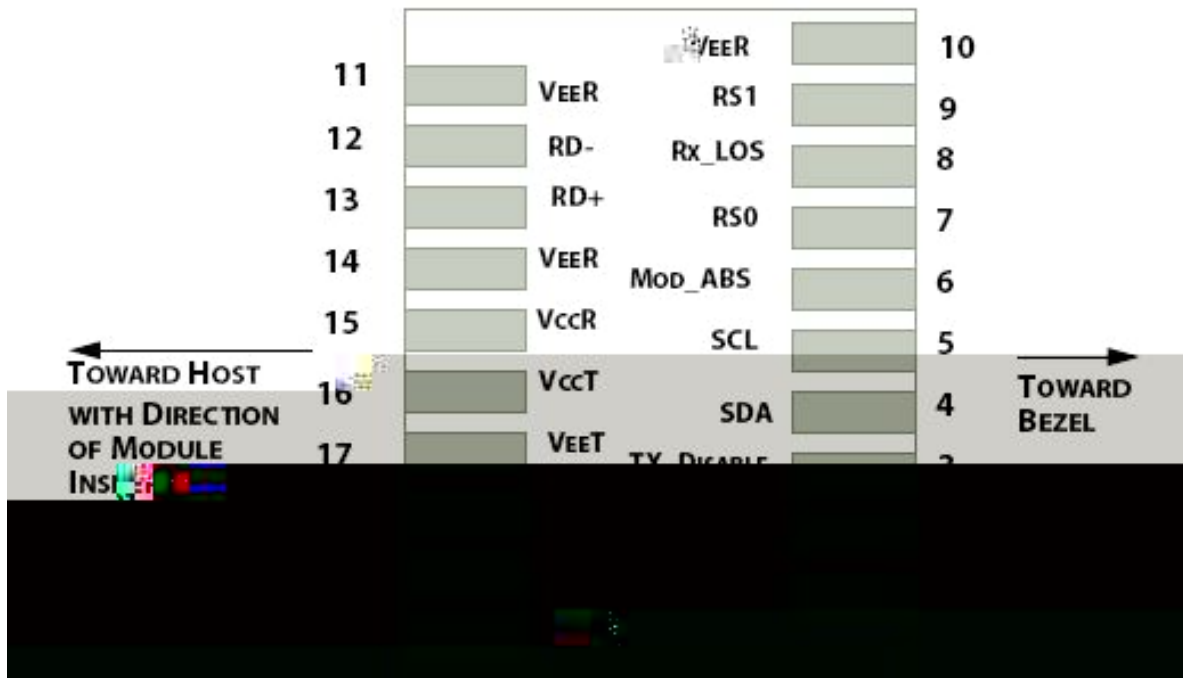 VEER 10
11 VEER
RS1 9
12 RD-
RX_LOS 8
13 RD+
RS0 7
14 VEER
MOD_ABS 6
15 VCCR
SCL 5
TOWARD HOST
WITH DIRECTION
OF MODULE
16 VCCT
SDA 4
TOWARD
BEZEL
17 VEET
TX_DISABLE